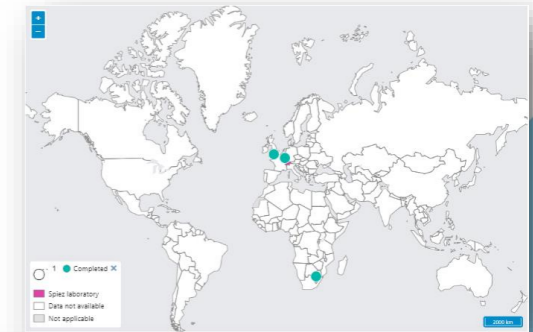 +
−
1 Completed ✕
Spiez laboratory
Data not available
Not applicable
2000 km